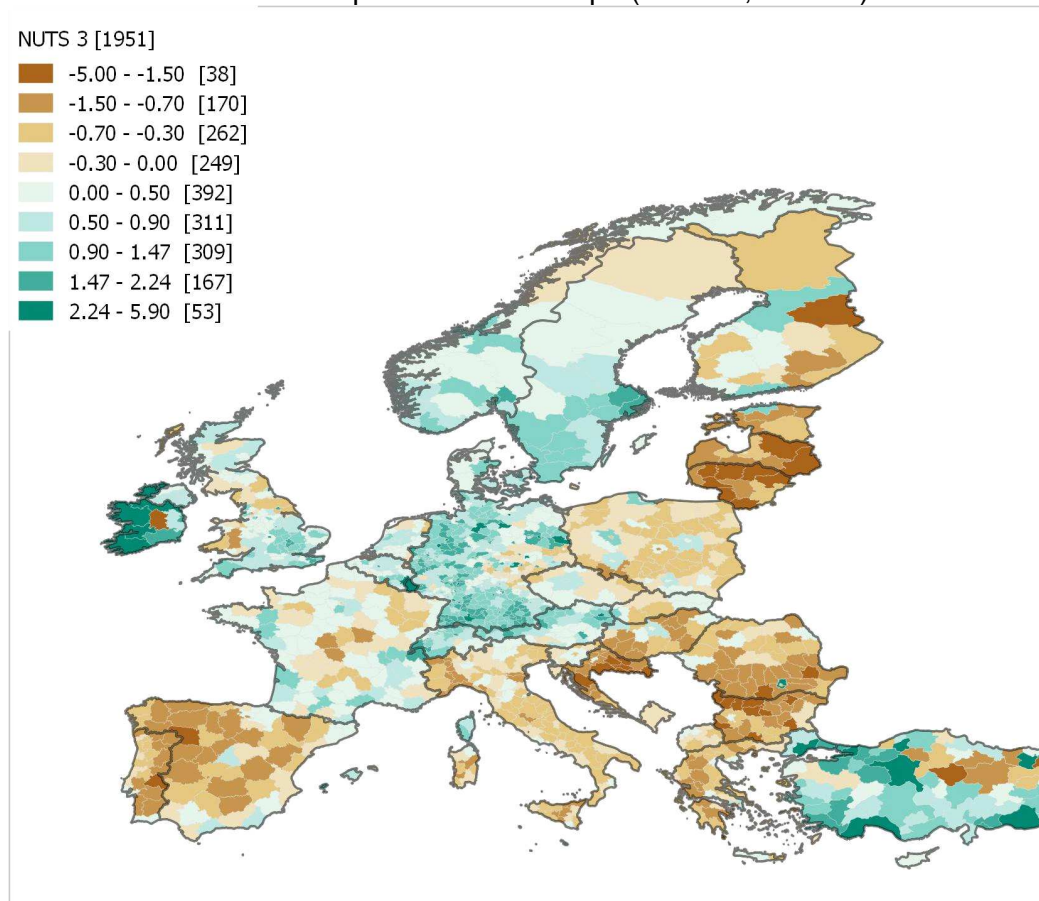 NUTS 3 [1951]
-5.00 - -1.50 [38]
-1.50 - -0.70 [170]
-0.70 - -0.30 [262]
-0.30 - 0.00 [249]
0.00 - 0.50 [392]
0.50 - 0.90 [311]
0.90 - 1.47 [309]
1.47 - 2.24 [167]
2.24 - 5.90 [53]